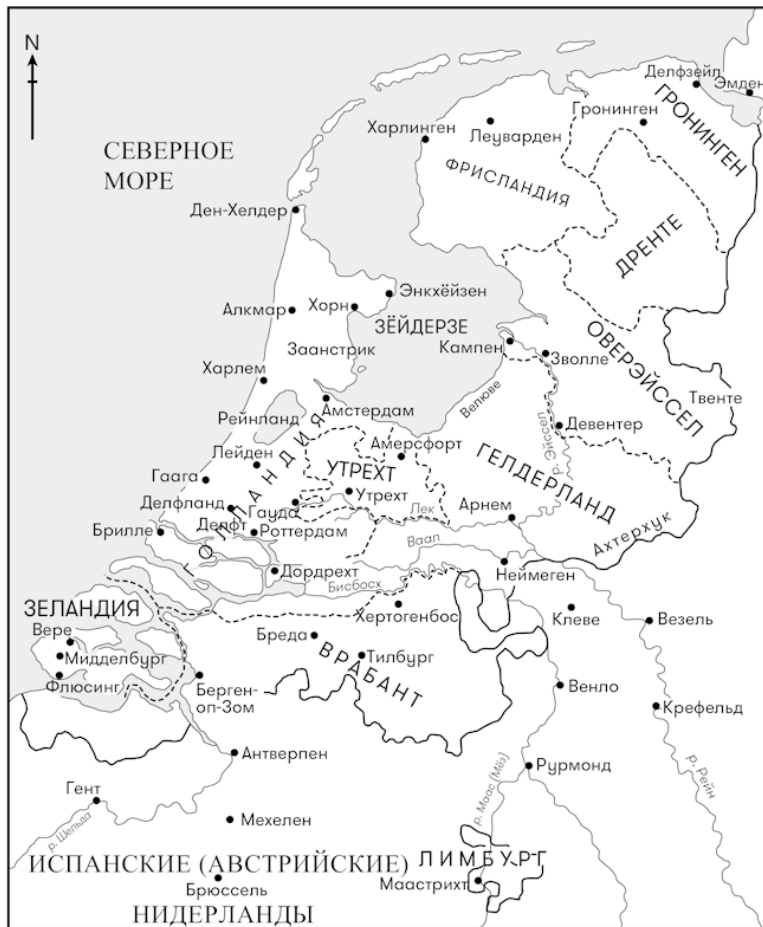 N
Делфзейл
Эмден
Гронинген
ГРОНИНГЕН
Харлинген
Леуварден
СЕВЕРНОЕ
МОРЕ
ФРИСЛАНДИЯ
Ден-Хелдер
ДРЕНТЕ
Энкхёйзен
Алкмар
Хорн
ЗЁЙДЕРЗЕ
Заанстрик
Кампен
Зволле
ОВЕРЭЙССЕЛ
Харлем
Твенте
Велюве
Амстердам
Рейнланд
р. Эйссел
Девентер
Амерсфорт
Лейден
УТРЕХТ
ГЕЛДЕРЛАНД
Гаага
Утрехт
ГОЛЛАНДИЯ
Делфланд
Гауда
Лек
Арнем
Делфт
Брилле
Роттердам
Ваал
Ахтерхук
Дордрехт
Бисбосх
Неймеген
ЗЕЛАНДИЯ
Хертогенбос
Клеве
Везель
Вере
Бреда
Мидделбург
Тилбург
ВРАБАНТ
Флюсинг
Берген-
оп-Зом
Венло
Крефельд
Антверпен
Рурмонд
р. Маас (Мёз)
р. Рейн
Гент
р. Шельда
Мехелен
ИСПАНСКИЕ (АВСТРИЙСКИЕ)
ЛИМБУРГ
Брюссель
Маастрихт
НИДЕРЛАНДЫ